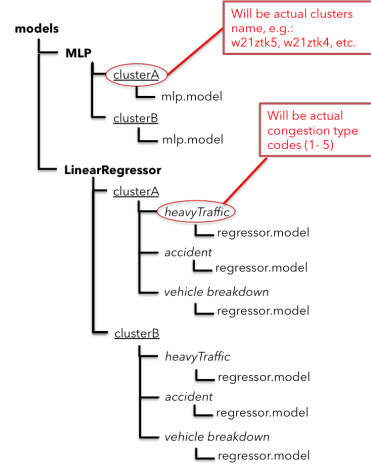 Will be actual clusters
name, e.g.:
w21ztk5, w21ztk4, etc.
models
MLP
clusterA
mlp.model
clusterB
mlp.model
Will be actual
congestion type
codes (1- 5)
LinearRegressor
clusterA
heavyTraffic
regressor.model
accident
regressor.model
vehicle breakdown
regressor.model
clusterB
heavyTraffic
regressor.model
accident
regressor.model
vehicle breakdown
regressor.model